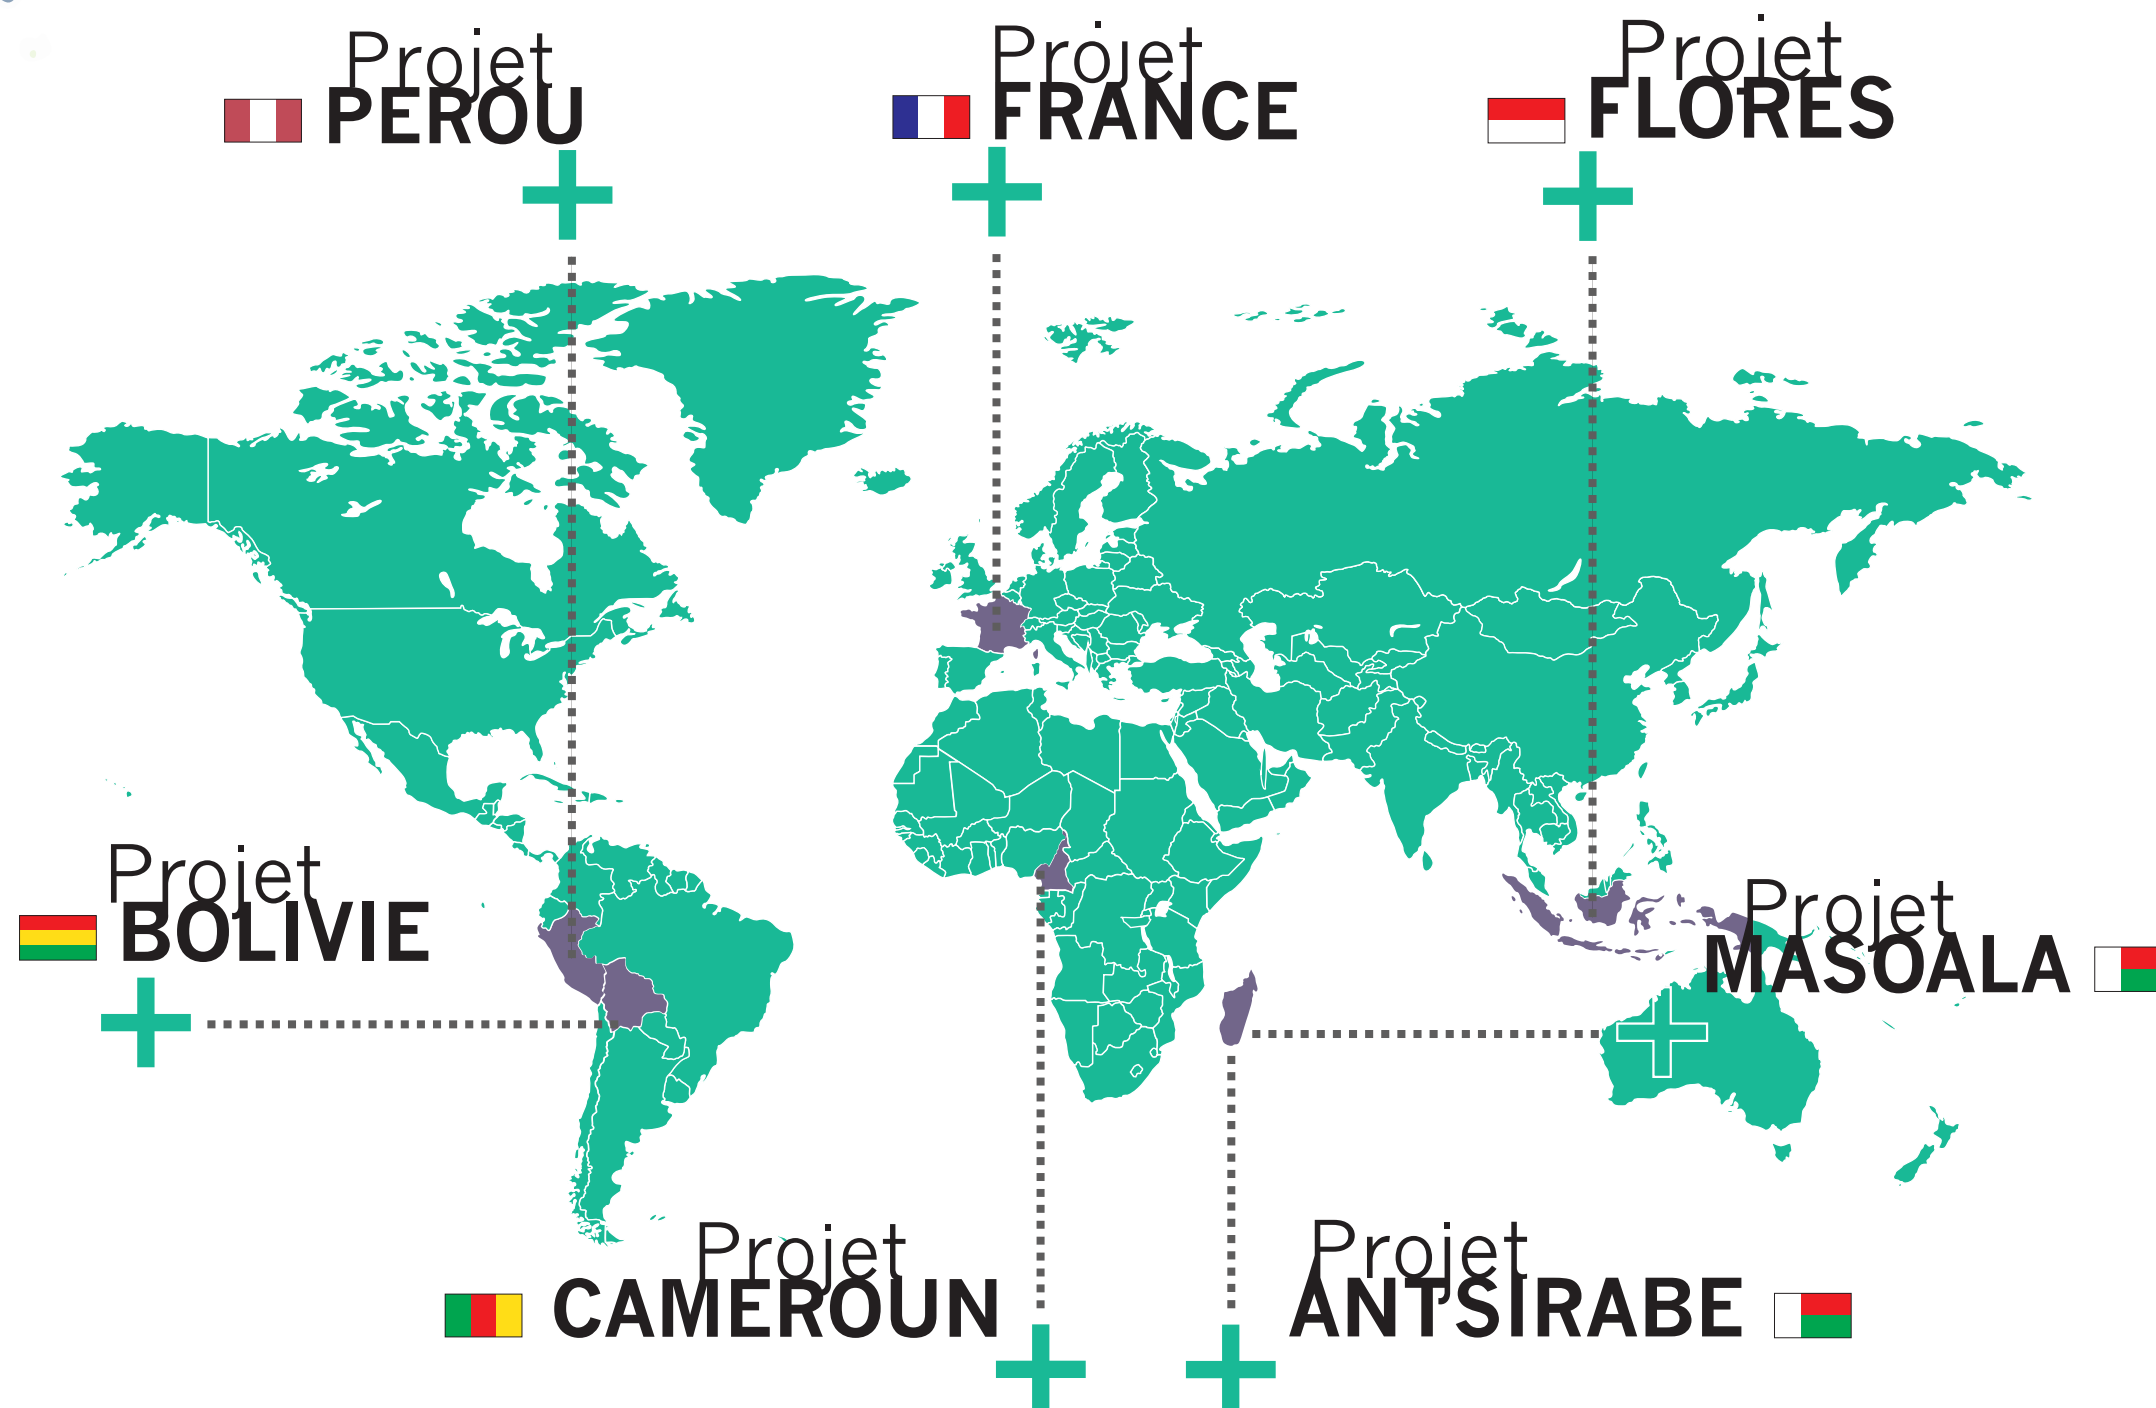 Projet
PEROU
Projet
FRANCE
Projet
FLORES
Projet
BOLIVIE
Projet
MASOALA
Projet
CAMEROUN
Projet
ANTSIRABE